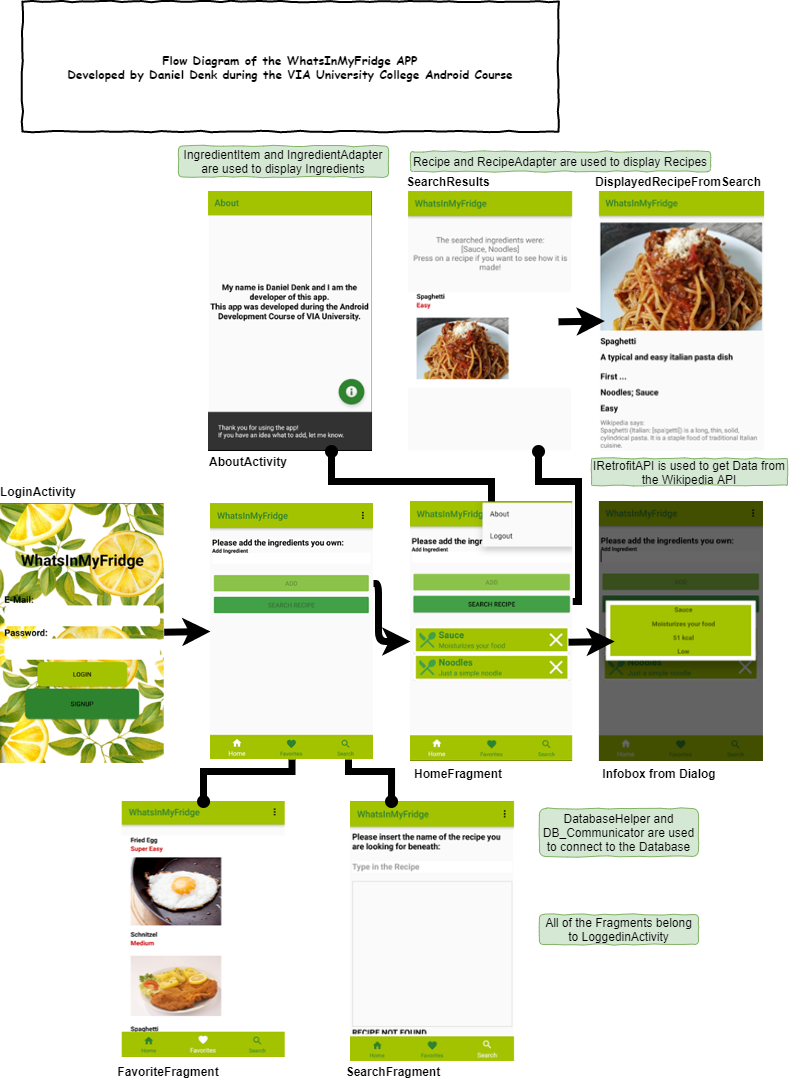 Flow Diagram of the WhatsInMyFridge APP
Developed by Daniel Denk during the VIA University College Android Course
IngredientItem and IngredientAdapter
are used to display Ingredients
Recipe and RecipeAdapter are used to display Recipes
SearchResults
DisplayedRecipeFromSearch
About
My name is Daniel Denk and I am the
developer of this app.
This app was developed during the Android
Development Course of VIA University.
Thank you for using the app!
If you have an idea what to add, let me know.
AboutActivity
WhatsInMyFridge
The searched ingredients were:
[Sauce, Noodles]
Press on a recipe if you want to see how it is
made!
Spaghetti
Easy
WhatsInMyFridge
Spaghetti
A typical and easy italian pasta dish
First ...
Noodles; Sauce
Easy
Wikipedia says:
Spaghetti (Italian: [spaˈɡetti]) is a long, thin, solid,
cylindrical pasta. It is a staple food of traditional Italian
cuisine.
IRetrofitAPI is used to get Data from
the Wikipedia API
LoginActivity
WhatsInMyFridge
E-Mail:
Password:
LOGIN
SIGNUP
WhatsInMyFridge
Please add the ingredients you own:
Add Ingredient
ADD
SEARCH RECIPE
Home
Favorites
Search
WhatsInMyF
About
Logout
Please add the ingr
Add Ingredient
ADD
SEARCH RECIPE
Sauce
Moisturizes your food
Noodles
Just a simple noodle
Home
Favorites
Search
HomeFragment
WhatsInMyFridge
Please add the ingredients you own:
Add Ingredient
ADD
Sauce
Moisturizes your food
51 kcal
Low
Noodles
Just a simple noodle
Home
Favorites
Search
Infobox from Dialog
WhatsInMyFridge
Fried Egg
Super Easy
Schnitzel
Medium
Spaghetti
Home
Favorites
Search
FavoriteFragment
WhatsInMyFridge
Please insert the name of the recipe you
are looking for beneath:
Type in the Recipe
RECIPE NOT FOUND
Home
Favorites
Search
SearchFragment
DatabaseHelper and
DB_Communicator are used
to connect to the Database
All of the Fragments belong
to LoggedinActivity